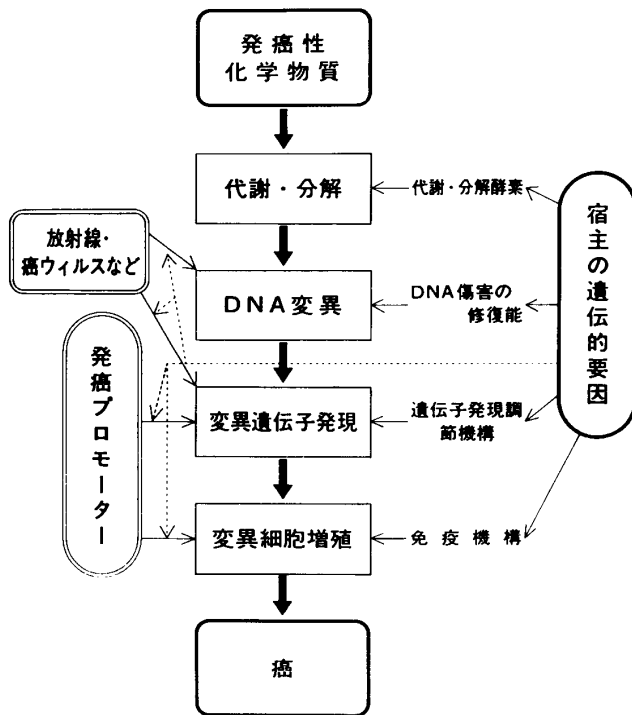 発癌性
化学物質
代謝・分解
代謝・分解酵素
放射線・
癌ウィルスなど
DNA変異
DNA傷害の
修復能
宿主の遺伝的要因
発癌プロモーター
変異遺伝子発現
遺伝子発現調
節機構
変異細胞増殖
免疫機構
癌